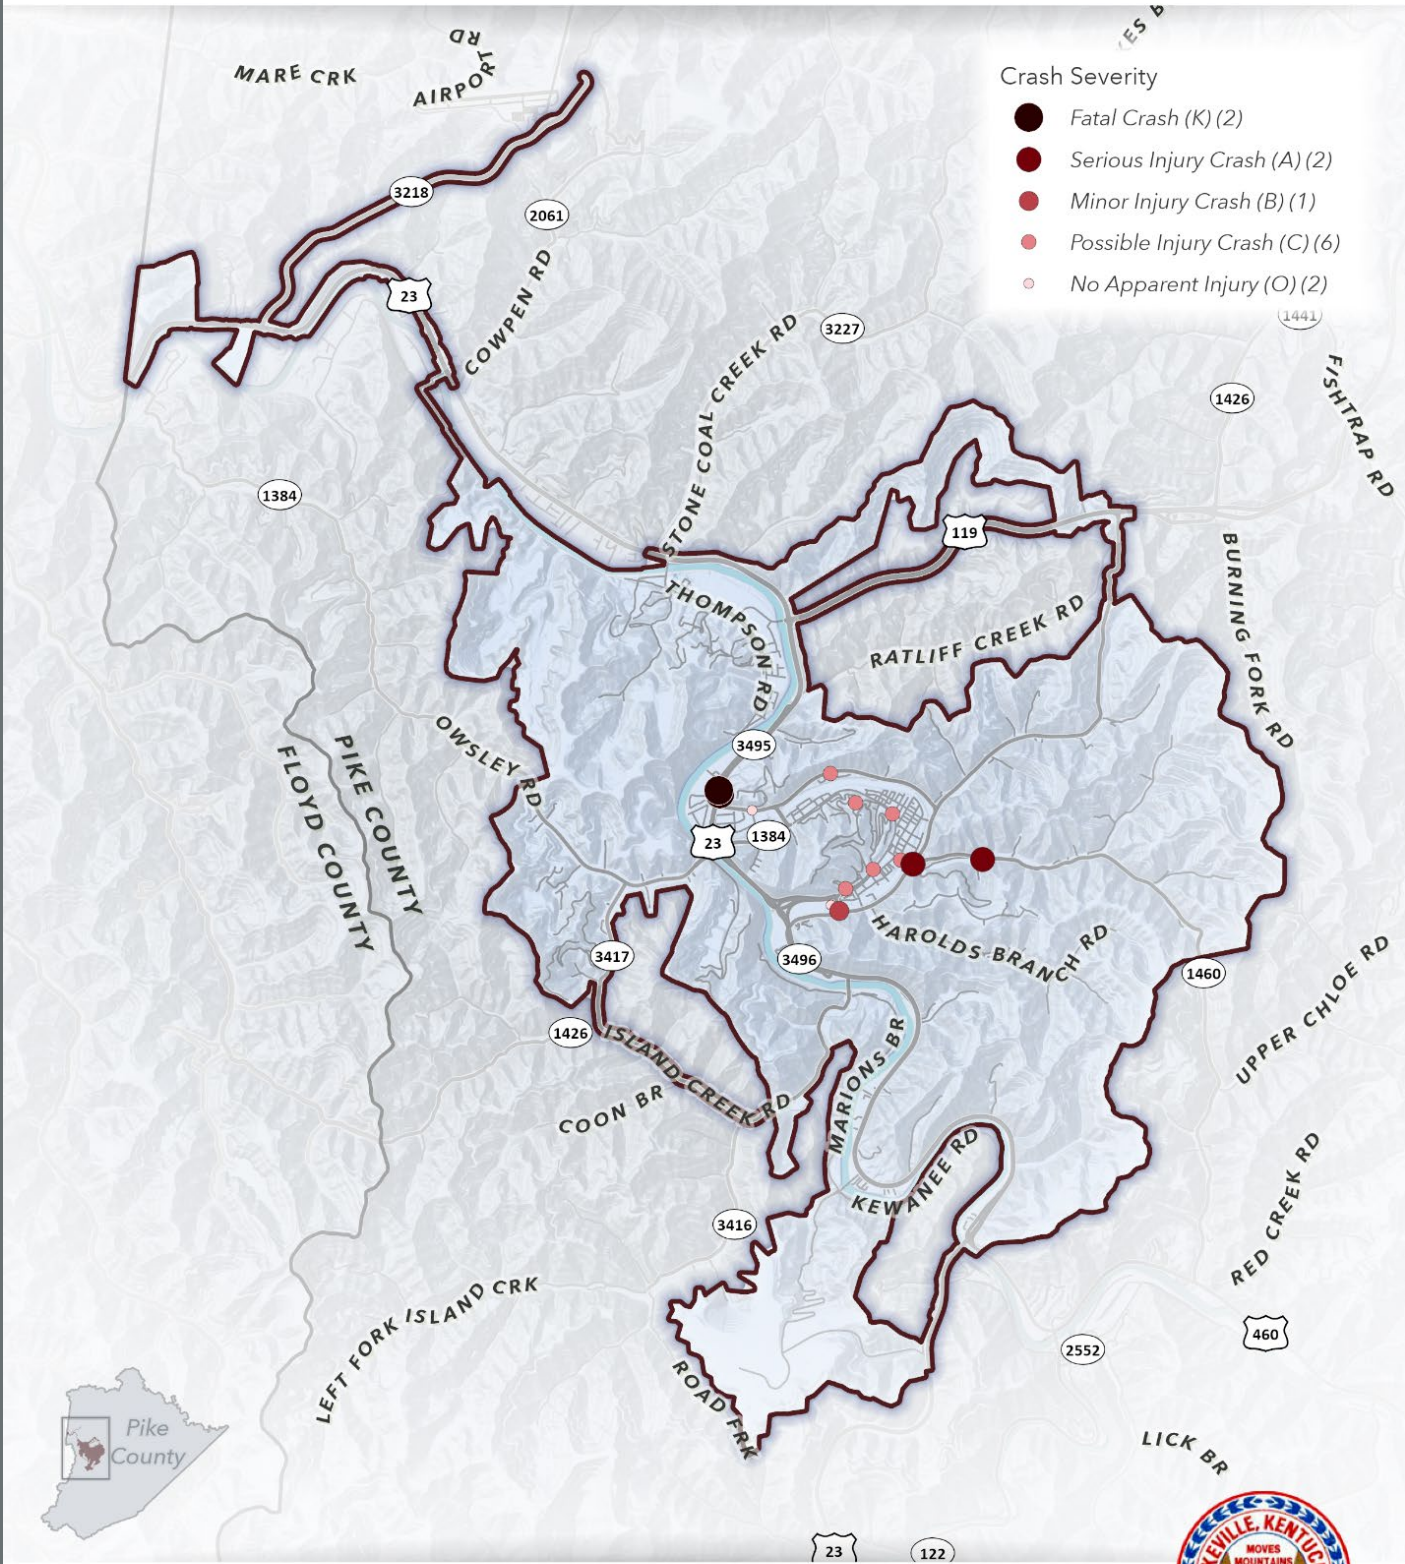 MARE CRK
AIRPORT RD
Crash Severity
Fatal Crash (K) (2)
Serious Injury Crash (A) (2)
Minor Injury Crash (B) (1)
Possible Injury Crash (C) (6)
No Apparent Injury (O) (2)
3218
2061
23
COWPEN RD
STONE COAL CREEK RD
3227
1441
1426
FISHTRAP RD
1384
119
BURNING FORK RD
THOMPSON RD
RATLIFF CREEK RD
OWSLEY RD
3495
PIKE COUNTY
FLOYD COUNTY
23
1384
HAROLDS BRANCH RD
3417
3496
1460
UPPER CHLOE RD
1426
ISLAND CREEK RD
COON BR
MARIONS BR
KEWANEE RD
3416
RED CREEK RD
LEFT FORK ISLAND CRK
460
2552
ROAD FRK
Pike
County
LICK BR
MOVES
MOUNTAINS
23
122